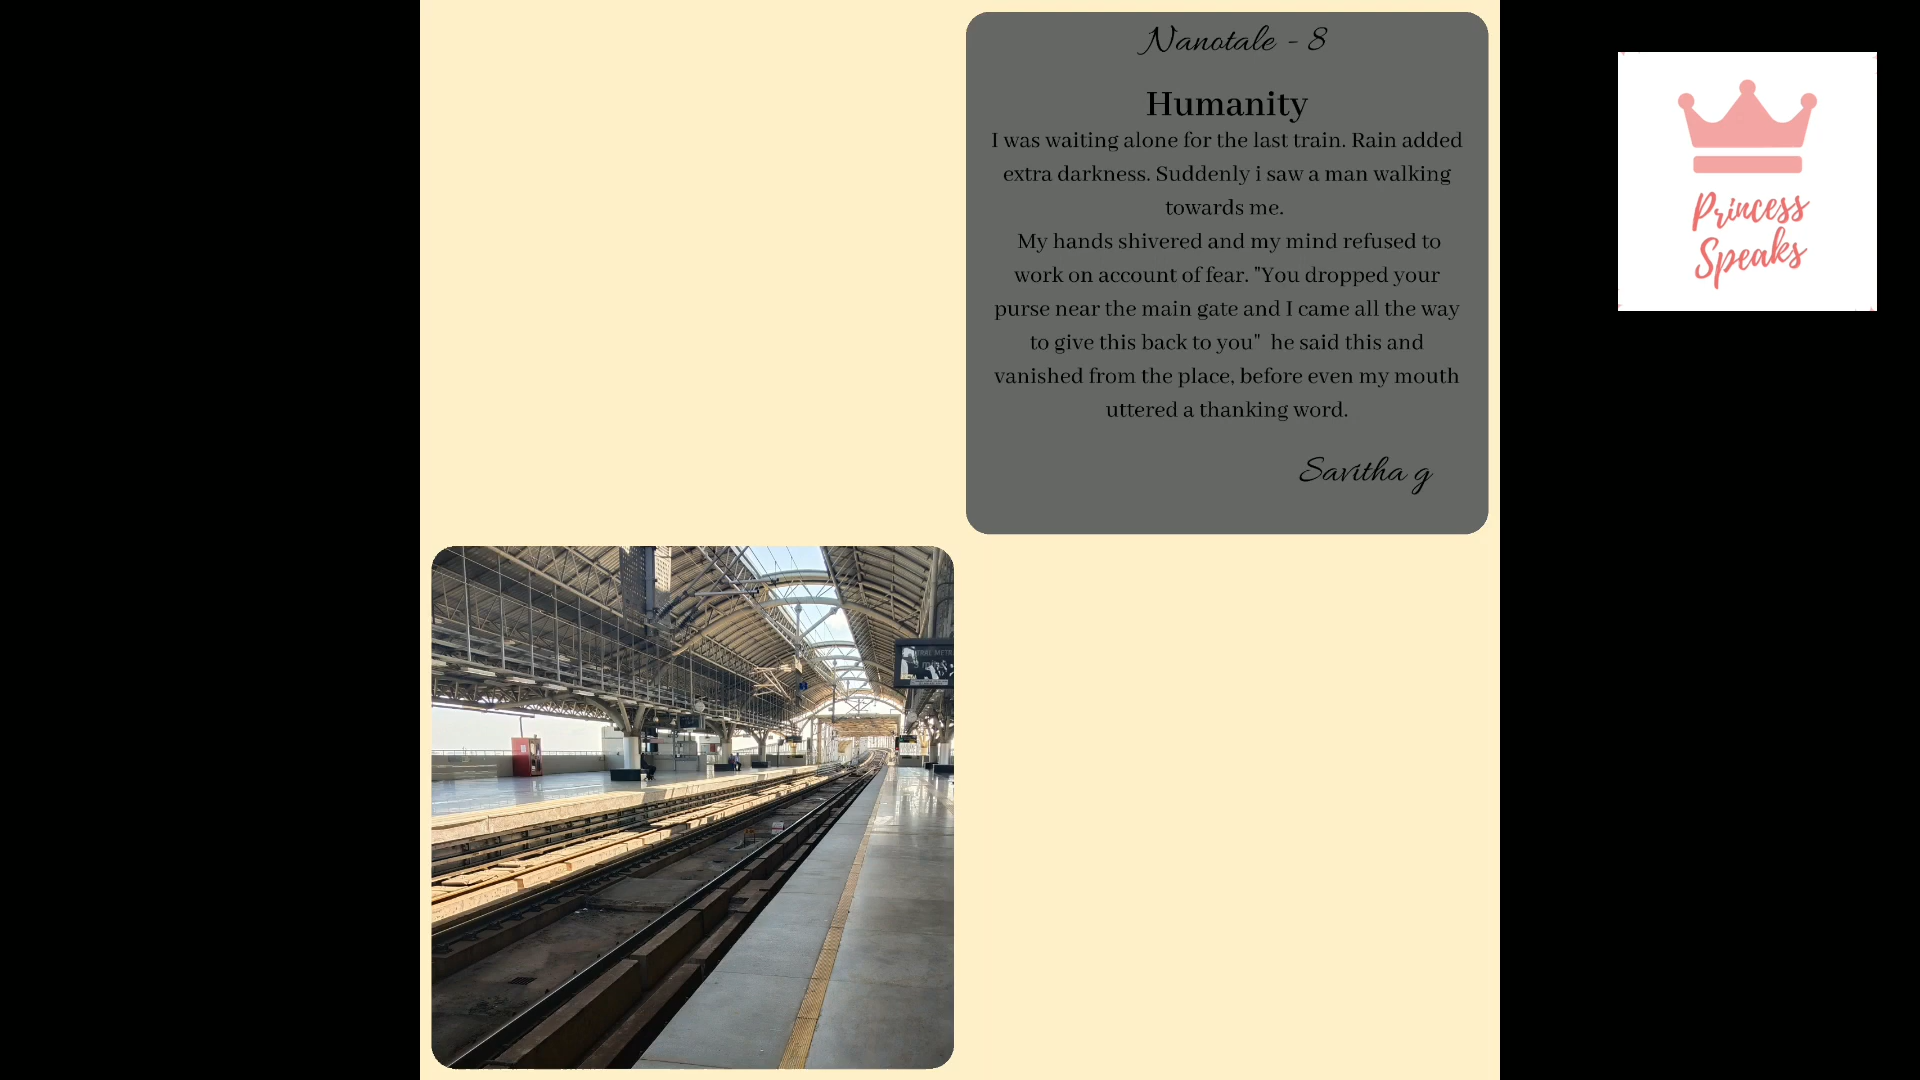 Nanotale - 8
Humanity
I was waiting alone for the last train. Rain added
extra darkness. Suddenly i saw a man walking
towards me.
My hands shivered and my mind refused to
work on account of fear. "You dropped your
purse near the main gate and I came all the way
to give this back to you"  he said this and
vanished from the place, before even my mouth
uttered a thanking word.
Savitha g
Princess
Speaks